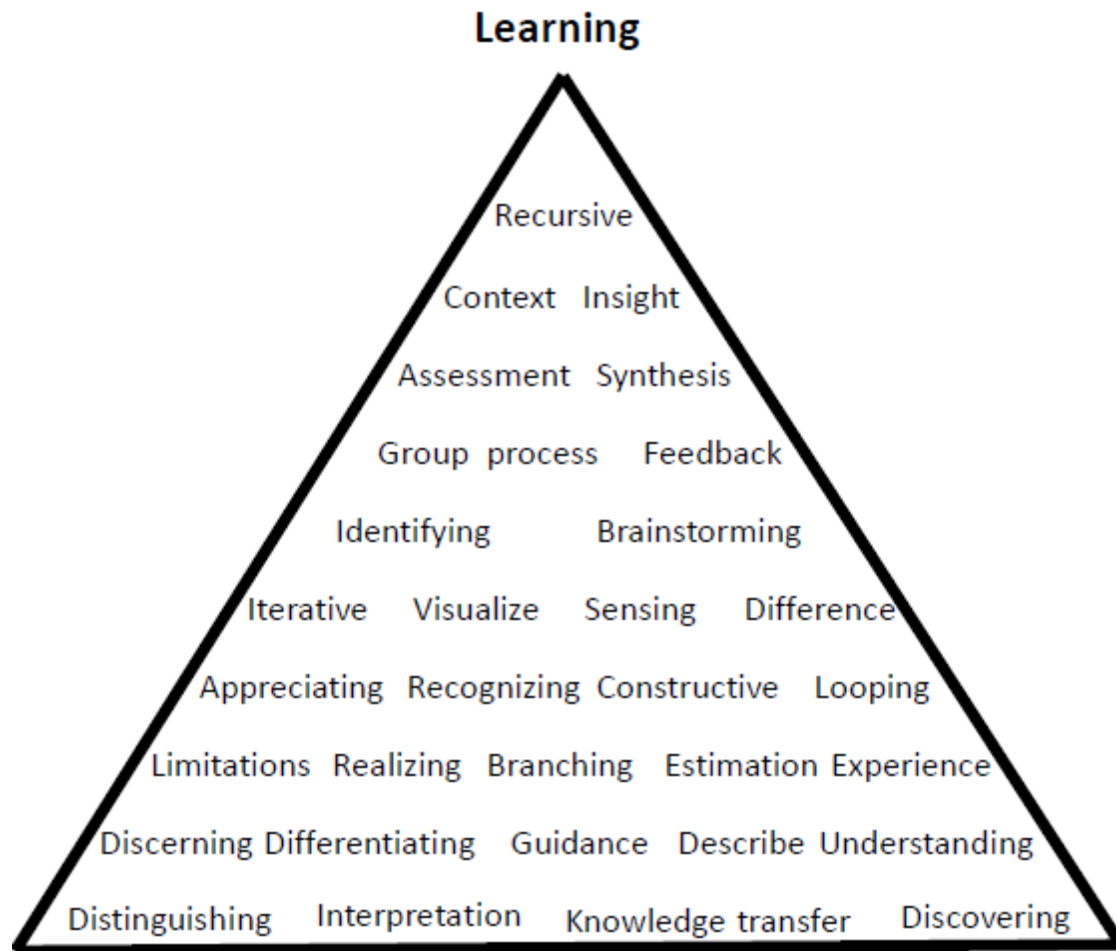 Learning
Recursive
Context Insight
Assessment Synthesis
Group process Feedback
Identifying Brainstorming
Iterative Visualize Sensing Difference
Appreciating Recognizing Constructive Looping
Limitations Realizing Branching Estimation Experience
Discerning Differentiating Guidance Describe Understanding
Distinguishing Interpretation Knowledge transfer Discovering